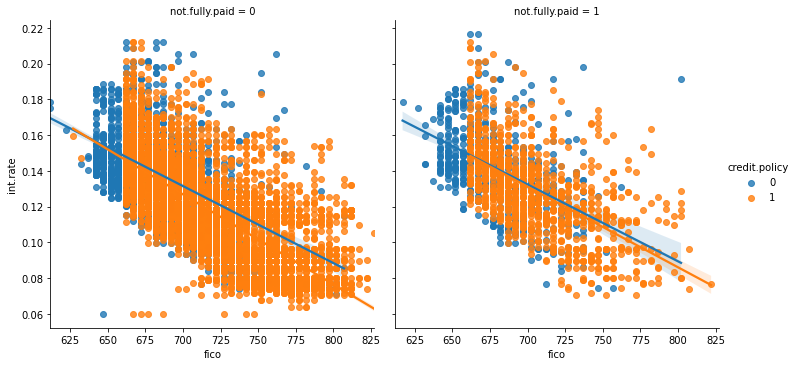 not.fully.paid = 0
not.fully.paid = 1
0.22
0.20
0.18
0.16
0.14
0.12
0.10
0.08
0.06
int.rate
625 650 675 700 725 750 775 800 825
625 650 675 700 725 750 775 800 825
fico
fico
credit.policy
0
1